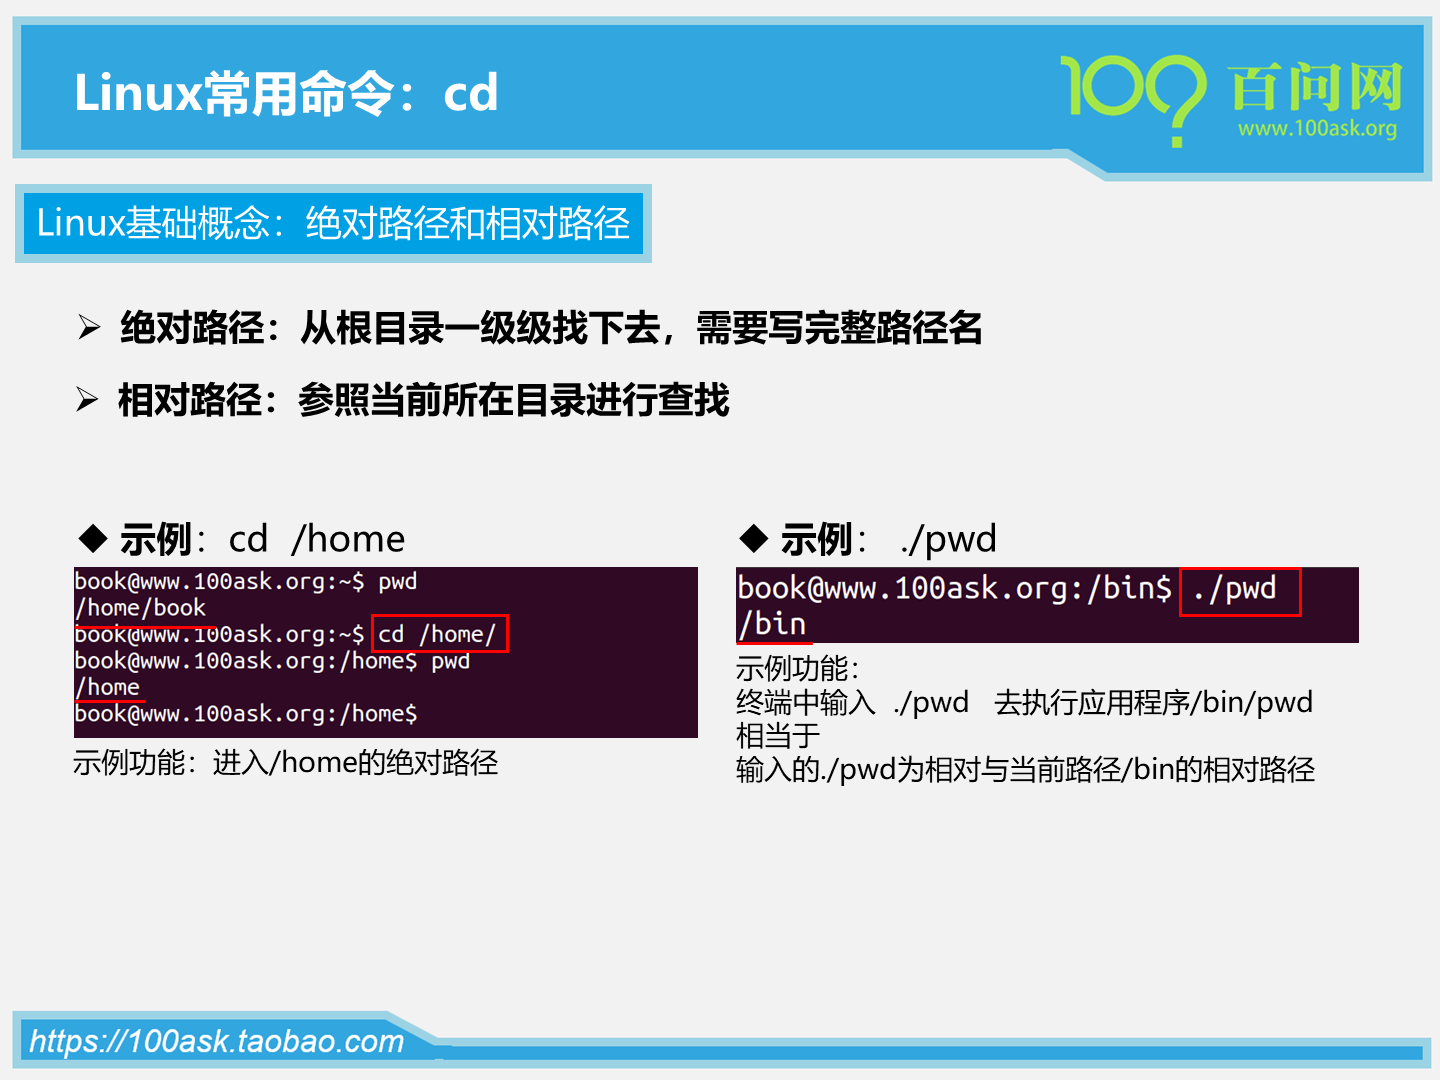 Linux常用命令：cd
100?
百问网
www.100ask.org
Linux基础概念：绝对路径和相对路径
绝对路径：从根目录一级级找下去，需要写完整路径名
相对路径：参照当前所在目录进行查找
示例：cd  /home
book@www.100ask.org:~$ pwd
/home/book
book@www.100ask.org:~$ cd /home/
book@www.100ask.org:/home$ pwd
/home
book@www.100ask.org:/home$
示例功能：进入/home的绝对路径
示例： ./pwd
book@www.100ask.org:/bin$ ./pwd
/bin
示例功能：
终端中输入  ./pwd   去执行应用程序/bin/pwd
相当于
输入的./pwd为相对与当前路径/bin的相对路径
https://100ask.taobao.com